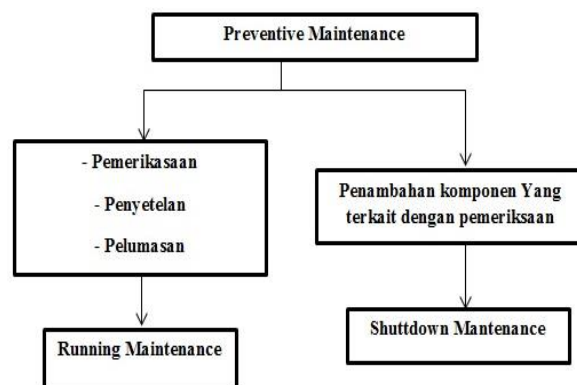 Preventive Maintenance
- Pemerikasaan
- Penyetelan
- Pelumasan
Penambahan komponen Yang
terkait dengan pemeriksaan
Running Maintenance
Shuttdown Mantenance